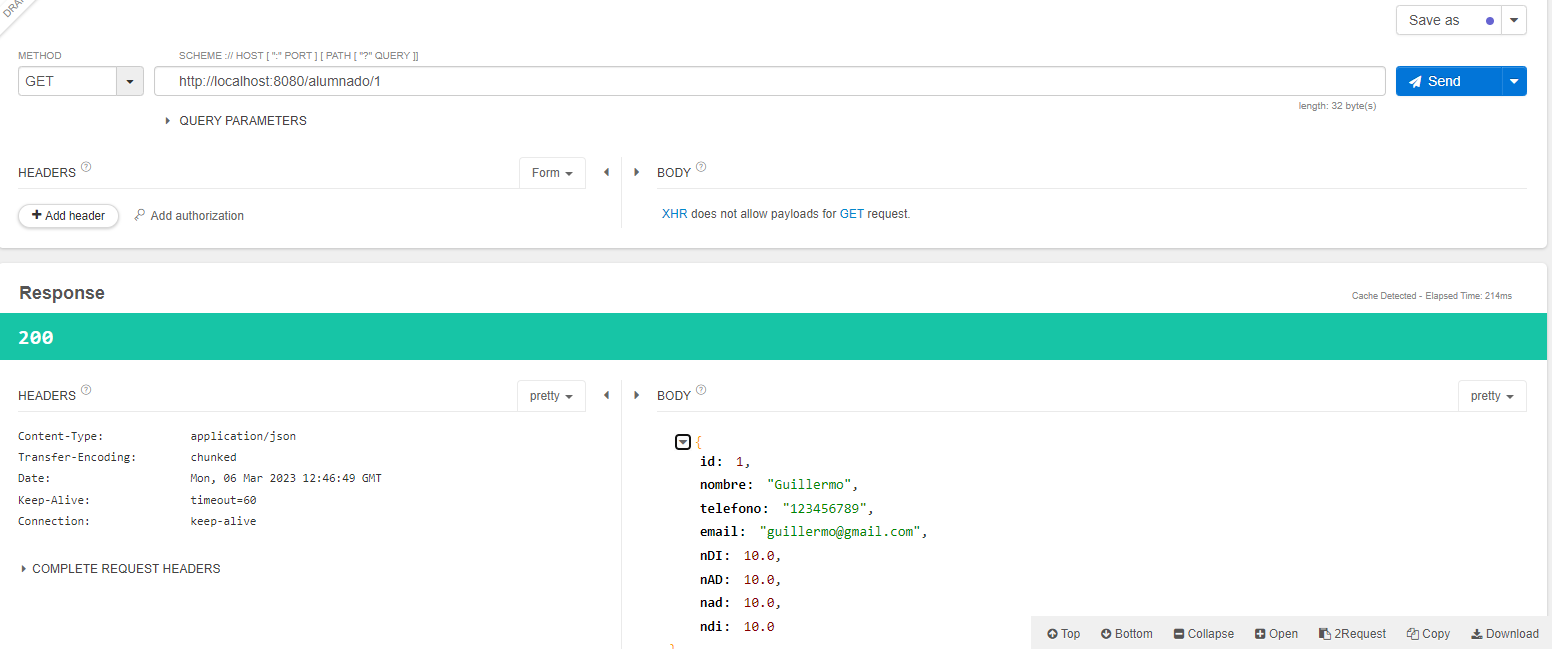 Save as
METHOD
SCHEME :// HOST [ ":" PORT ] [ PATH [ "?" QUERY ]]
GET
http://localhost:8080/alumnado/1
Send
length: 32 byte(s)
QUERY PARAMETERS
HEADERS ?
Form
BODY ?
+ Add header
Add authorization
XHR does not allow payloads for GET request.
Response
Cache Detected - Elapsed Time: 214ms
200
HEADERS ?
pretty
BODY ?
pretty
Content-Type: application/json
Transfer-Encoding: chunked
Date: Mon, 06 Mar 2023 12:46:49 GMT
Keep-Alive: timeout=60
Connection: keep-alive
COMPLETE REQUEST HEADERS
{
id: 1,
nombre: "Guillermo",
telefono: "123456789",
email: "guillermo@gmail.com",
nDI: 10.0,
nAD: 10.0,
nad: 10.0,
ndi: 10.0
}
Top
Bottom
Collapse
Open
2Request
Copy
Download